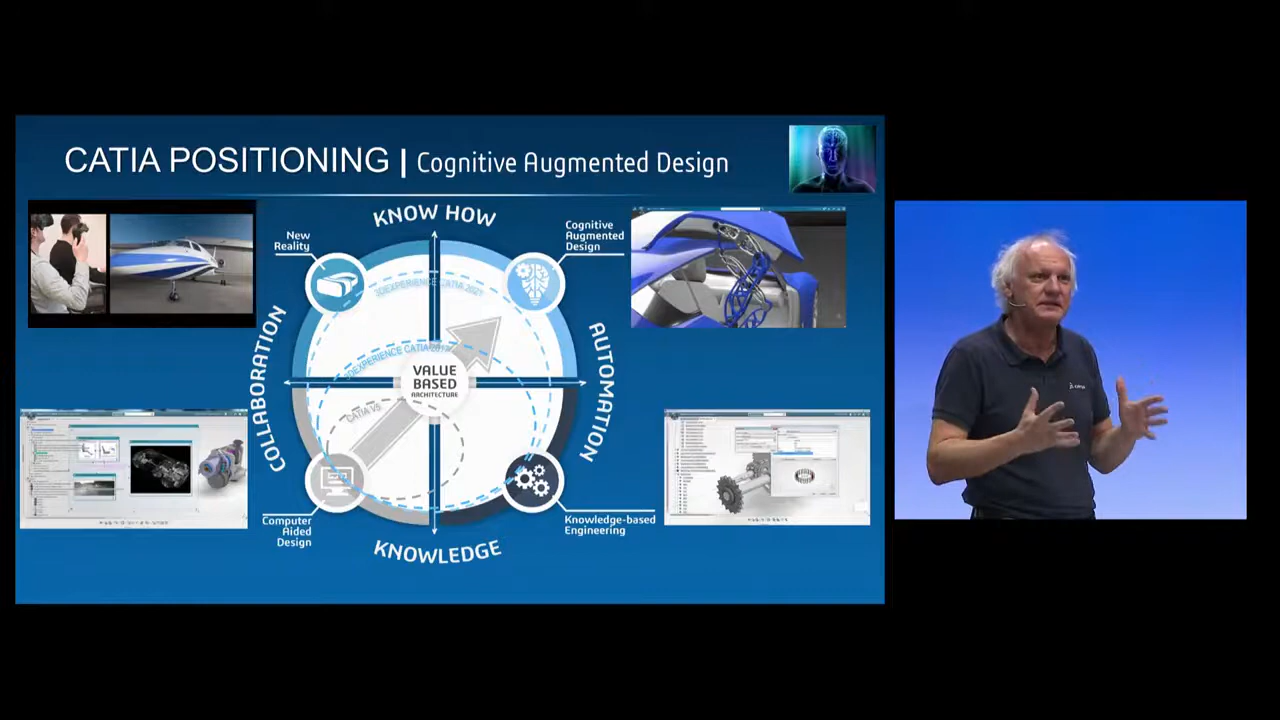 CATIA POSITIONING | Cognitive Augmented Design
KNOW HOW
New
Reality
Cognitive
Augmented
Design
3DEXPERIENCE CATIA 2021
COLLABORATION
AUTOMATION
3DEXPERIENCE CATIA
VALUE
BASED
ARCHITECTURE
CATIA V5
Computer
Aided
Design
Knowledge-based
Engineering
KNOWLEDGE